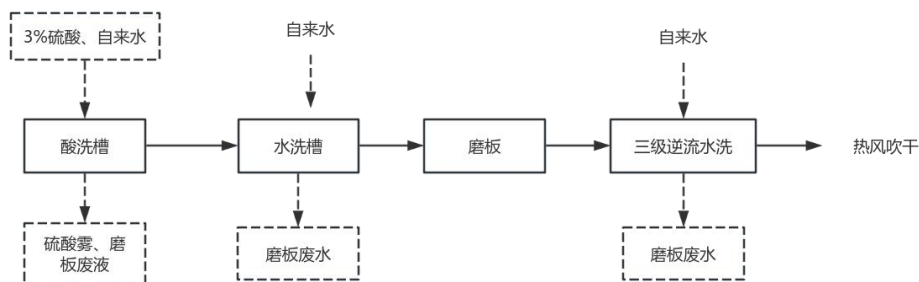 3%硫酸、自来水
自来水
自来水
酸洗槽
水洗槽
磨板
三级逆流水洗
热风吹干
硫酸雾、磨
板废液
磨板废水
磨板废水